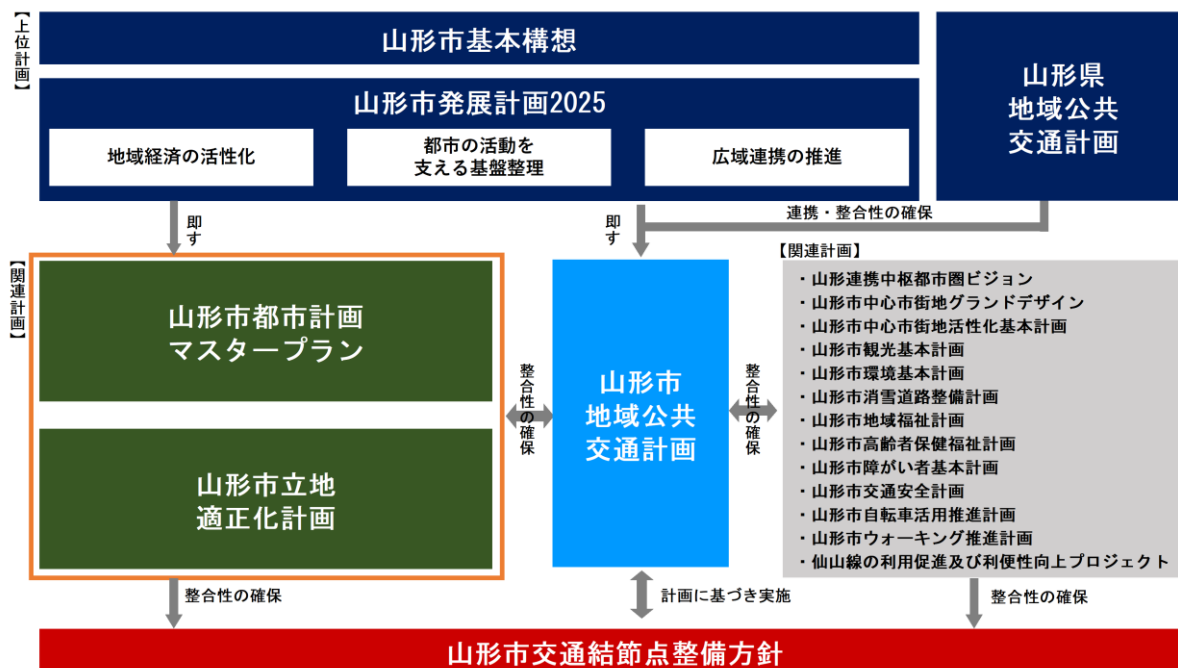 【上位計画】
山形市基本構想
山形市発展計画2025
地域経済の活性化
都市の活動を
支える基盤整理
広域連携の推進
山形県
地域公共
交通計画
即す
即す
連携・整合性の確保
【関連計画】
山形市都市計画
マスタープラン
山形市立地
適正化計画
整合性の確保
山形市
地域公共
交通計画
整合性の確保
【関連計画】
・山形連携中枢都市圏ビジョン
・山形市中心市街地グランドデザイン
・山形市中心市街地活性化基本計画
・山形市観光基本計画
・山形市環境基本計画
・山形市消雪道路整備計画
・山形市地域福祉計画
・山形市高齢者保健福祉計画
・山形市障がい者基本計画
・山形市交通安全計画
・山形市自転車活用推進計画
・山形市ウォーキング推進計画
・仙山線の利用促進及び利便性向上プロジェクト
整合性の確保
計画に基づき実施
整合性の確保
山形市交通結節点整備方針